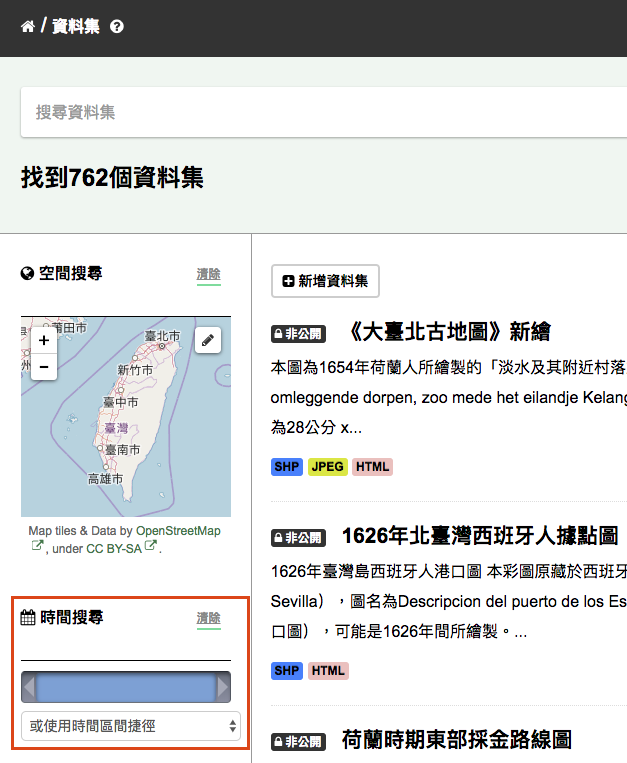 / 資料集
搜尋資料集
找到762個資料集
空間搜尋
清除
+
−
莆田市
州
臺北市
新竹市
臺中市
臺灣
臺南市
高雄市
Map tiles & Data by OpenStreetMap
, under CC BY-SA .
時間搜尋
清除
或使用時間區間捷徑
新增資料集
非公開 《大臺北古地圖》新繪
本圖為1654年荷蘭人所繪製的「淡水及其附近村落
omleggende dorpen, zoo mede het eilandje Kelang
為28公分 x...
SHP JPEG HTML
非公開 1626年北臺灣西班牙人據點圖
1626年臺灣島西班牙人港口圖 本彩圖原藏於西班牙
Sevilla），圖名為Descripcion del puerto de los Es
口圖），可能是1626年間所繪製。...
SHP HTML
非公開 荷蘭時期東部採金路線圖